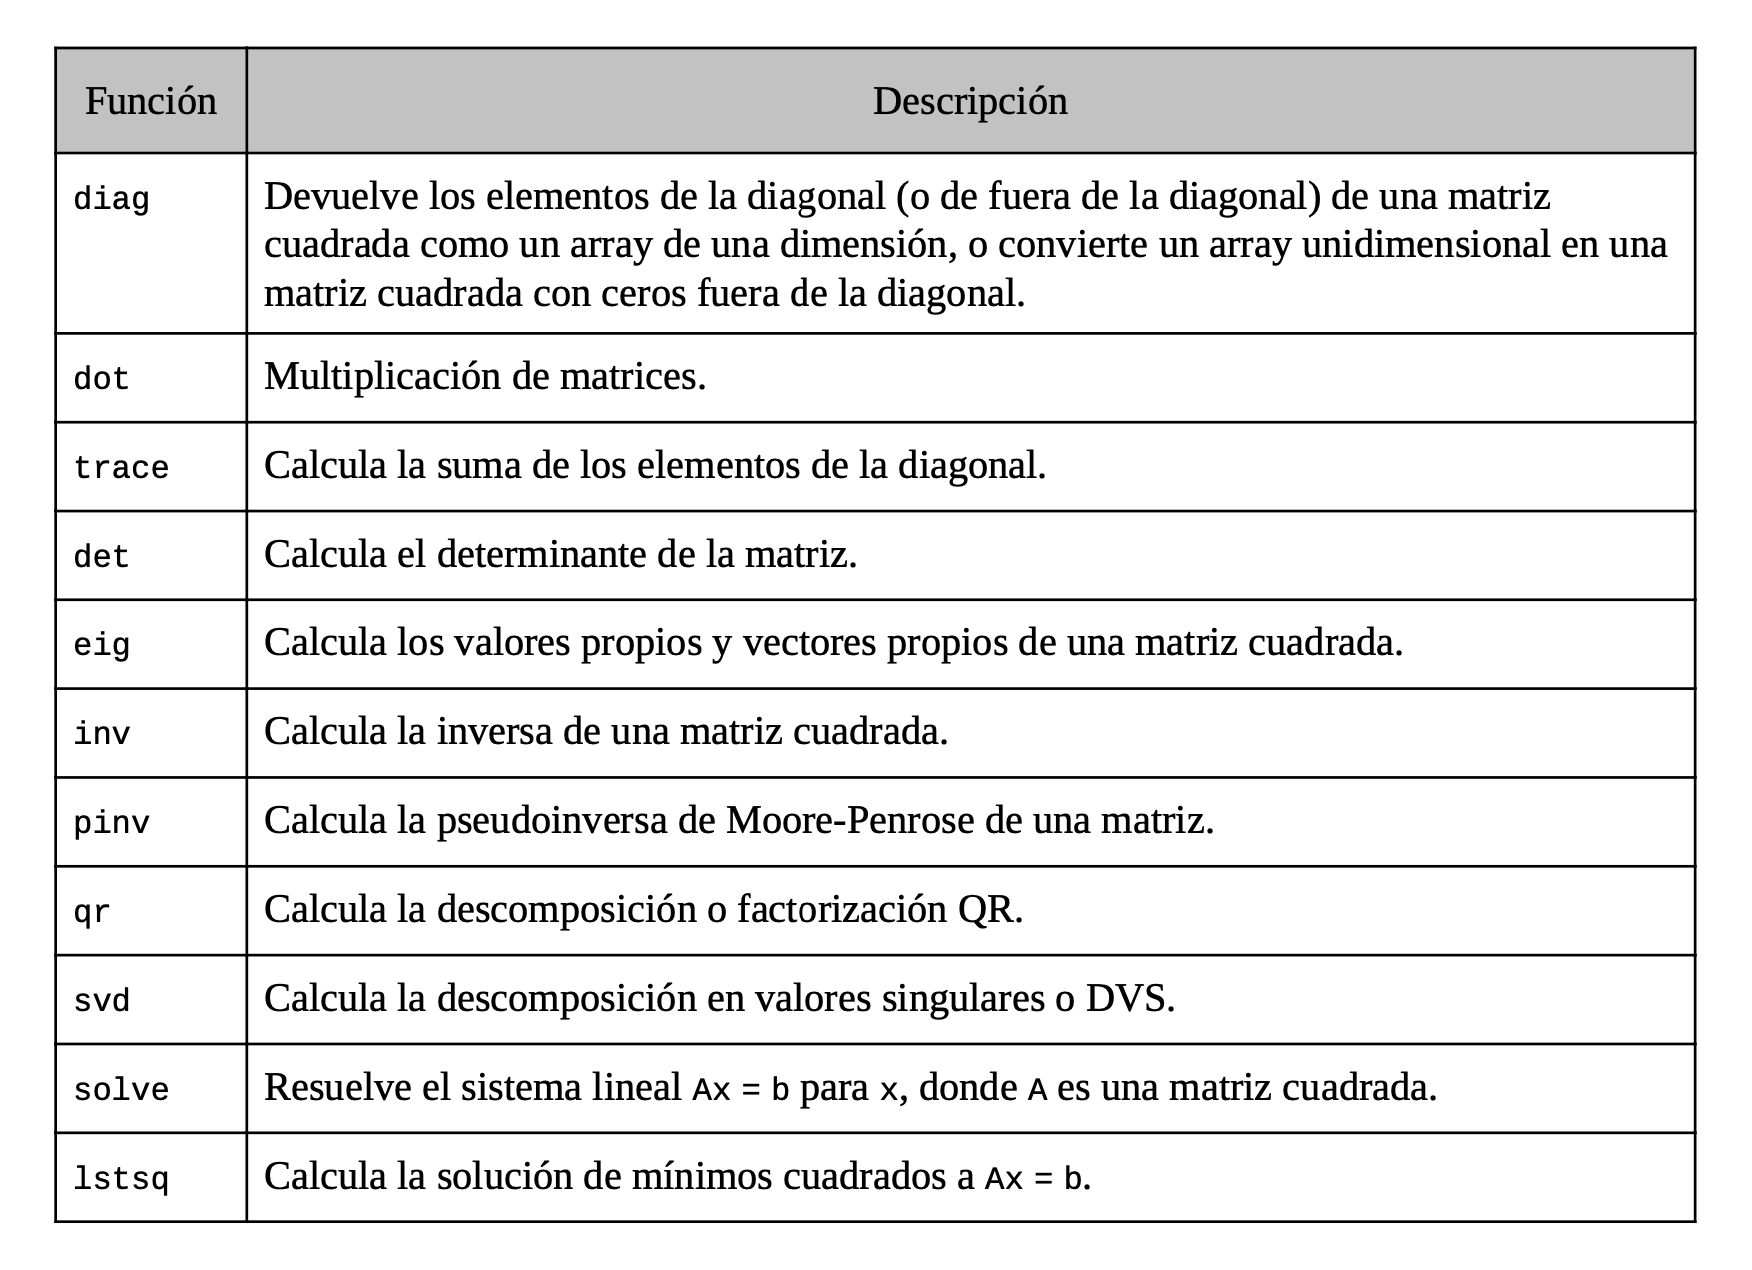 Función Descripción
diag Devuelve los elementos de la diagonal (o de fuera de la diagonal) de una matriz
cuadrada como un array de una dimensión, o convierte un array unidimensional en una
matriz cuadrada con ceros fuera de la diagonal.
dot Multiplicación de matrices.
trace Calcula la suma de los elementos de la diagonal.
det Calcula el determinante de la matriz.
eig Calcula los valores propios y vectores propios de una matriz cuadrada.
inv Calcula la inversa de una matriz cuadrada.
pinv Calcula la pseudoinversa de Moore-Penrose de una matriz.
qr Calcula la descomposición o factorización QR.
svd Calcula la descomposición en valores singulares o DVS.
solve Resuelve el sistema lineal Ax = b para x, donde A es una matriz cuadrada.
lstsq Calcula la solución de mínimos cuadrados a Ax = b.